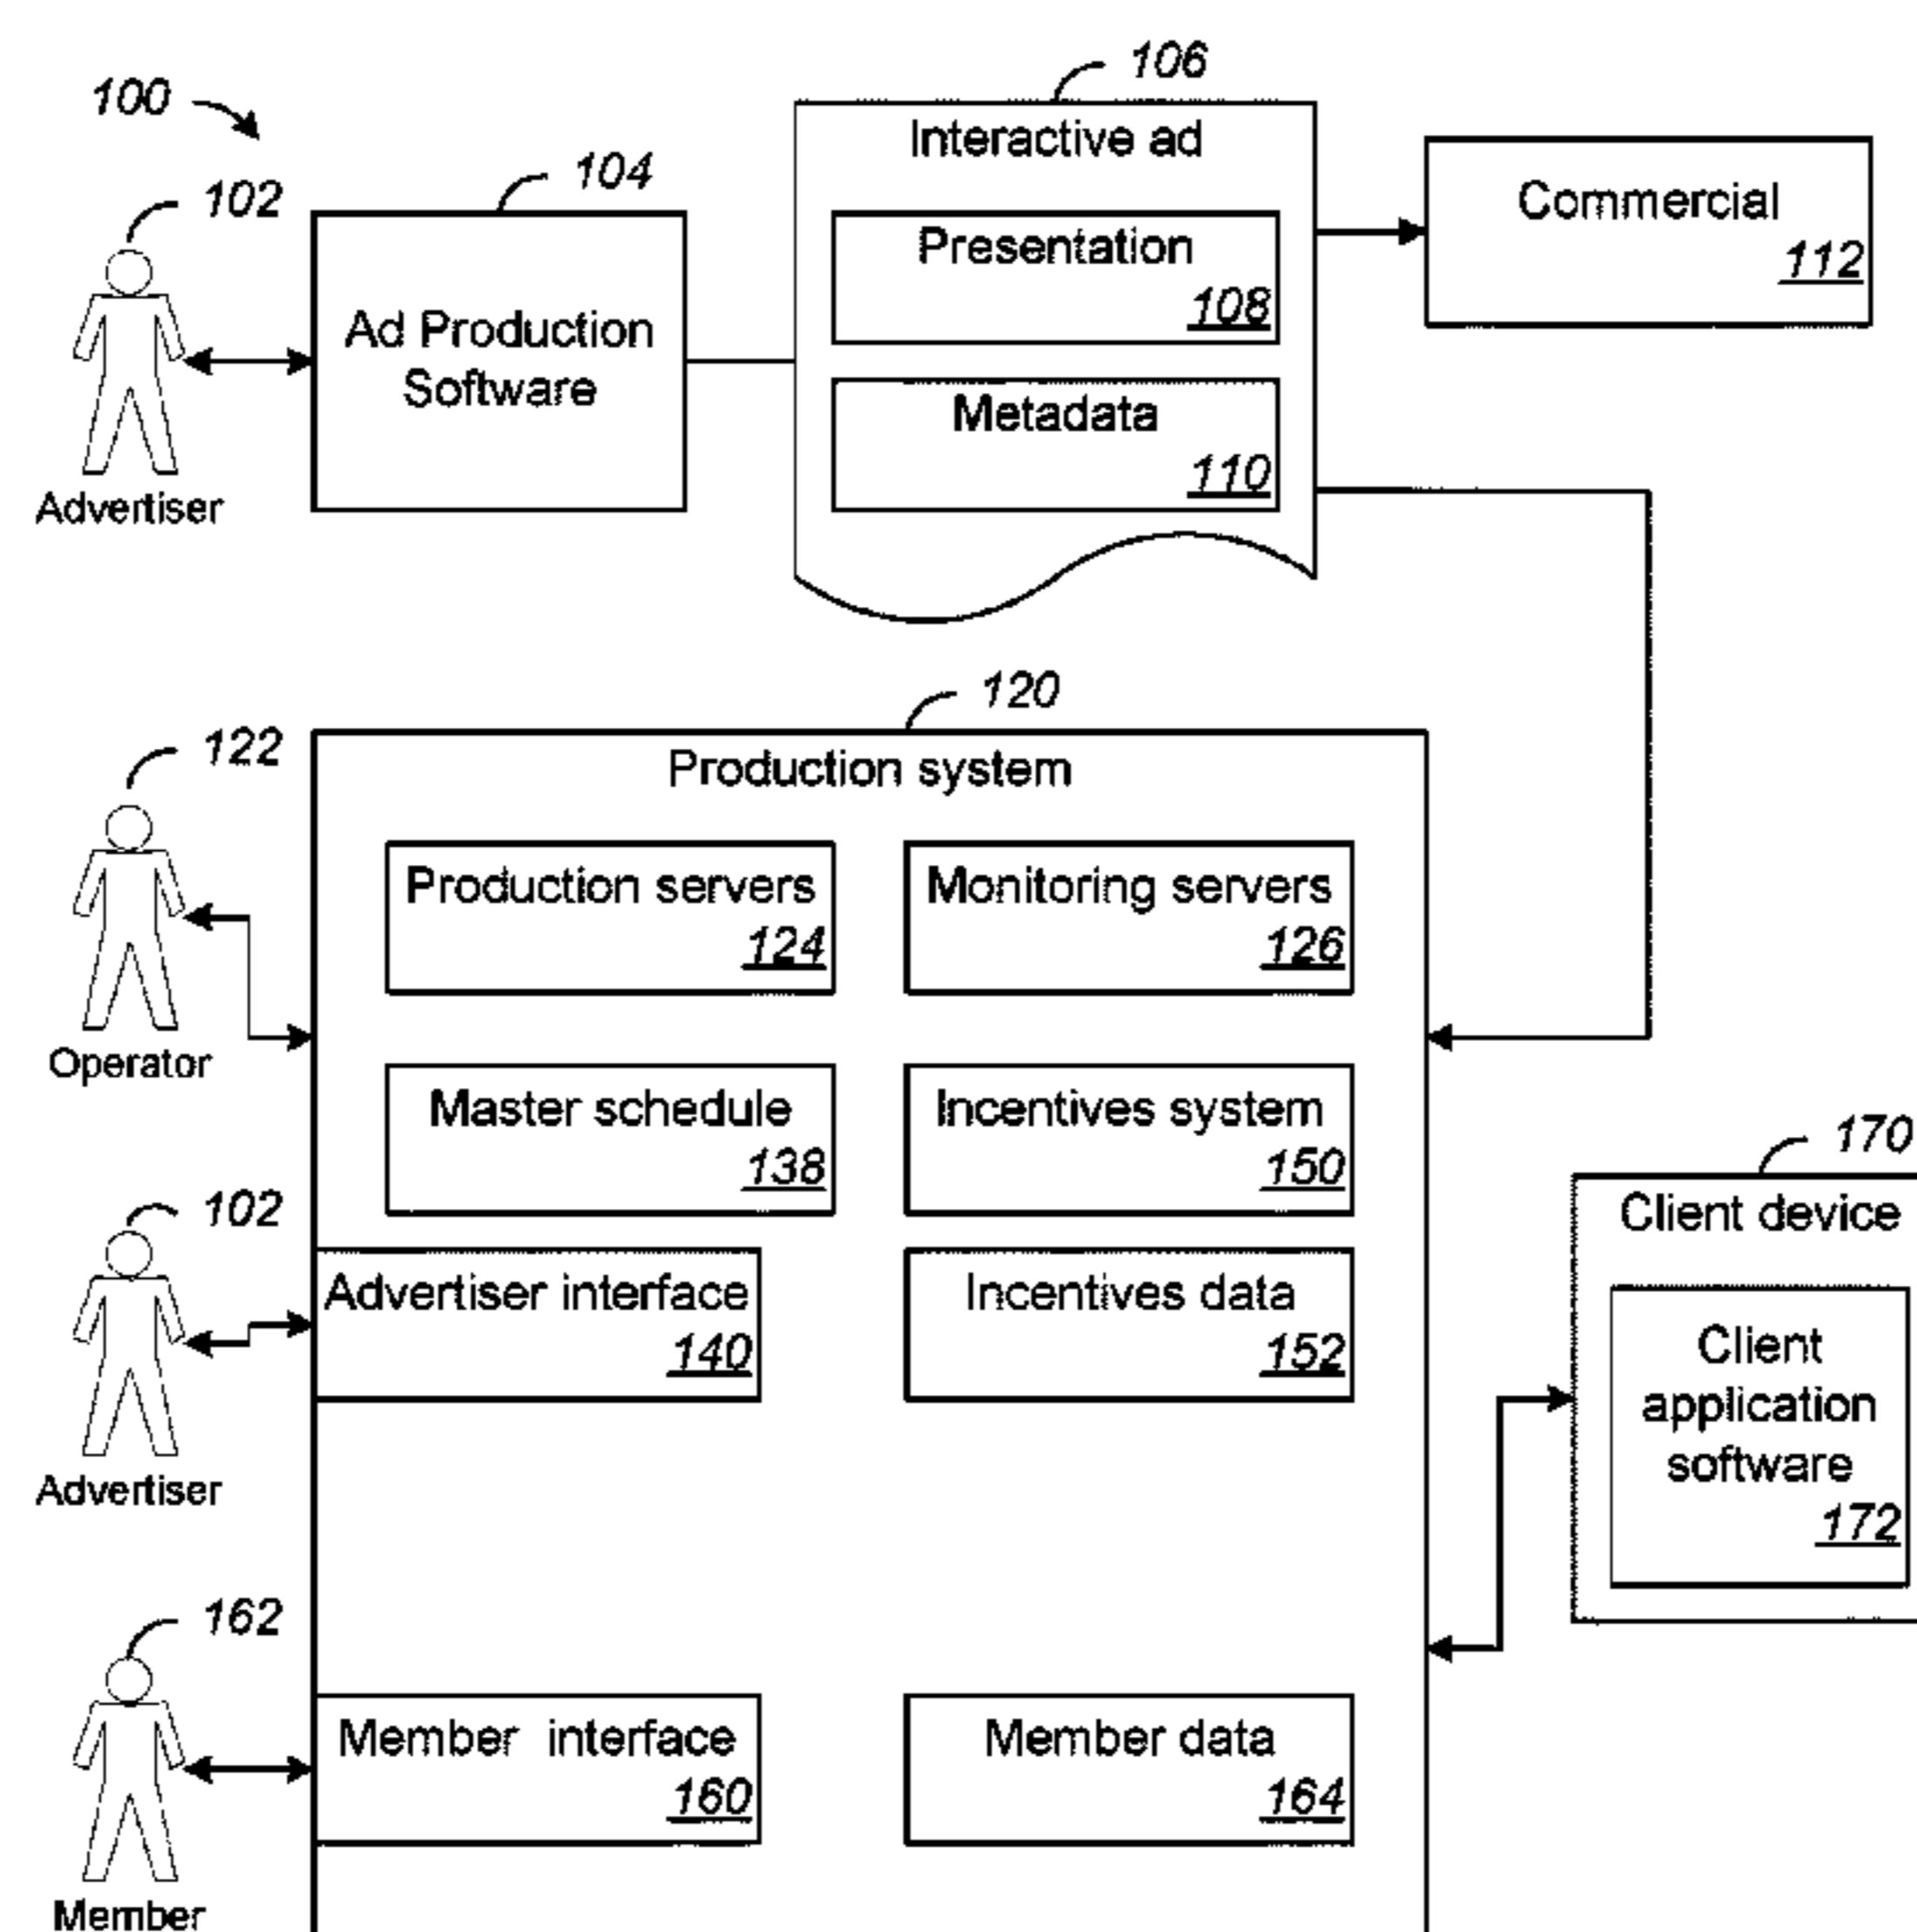 100
102
Advertiser
104
Ad Production
Software
106
Interactive ad
Presentation
108
Metadata
110
Commercial
112
120
Production system
122
Operator
Production servers
124
Monitoring servers
126
Master schedule
138
Incentives system
150
102
Advertiser
Advertiser interface
140
Incentives data
152
170
Client device
Client
application
software
172
162
Member
Member interface
160
Member data
164